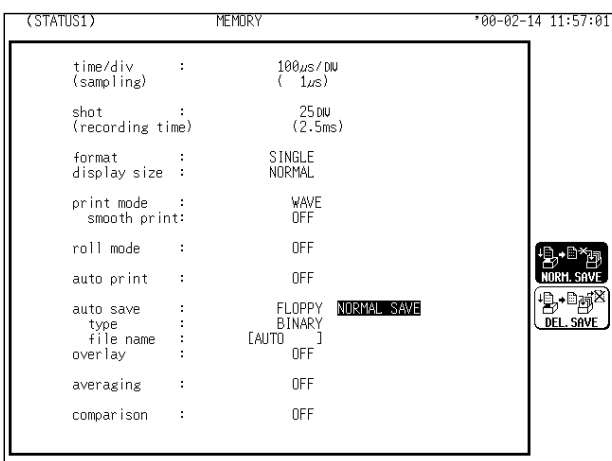 (STATUS1) MEMORY '00-02-14 11:57:01
time/div : 100µs/DIV
(sampling) ( 1µs)
shot : 25DIV
(recording time) (2.5ms)
format : SINGLE
display size : NORMAL
print mode : WAVE
smooth print: OFF
roll mode : OFF
auto print : OFF
auto save : FLOPPY NORMAL SAVE
type : BINARY
file name : [AUTO ]
overlay : OFF
averaging : OFF
comparison : OFF
NORM. SAVE
DEL. SAVE